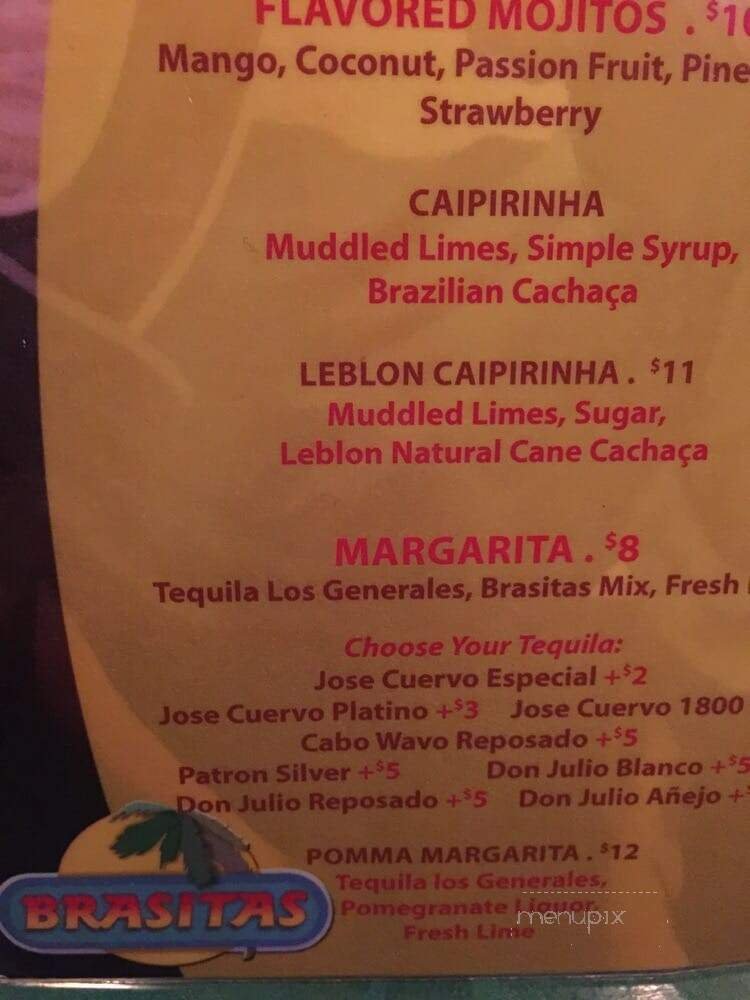 FLAVORED MOJITOS .
Mango, Coconut, Passion Fruit,
Strawberry
CAIPIRINHA
Muddled Limes, Simple Syrup,
Brazilian Cachaça
LEBLON CAIPIRINHA . $11
Muddled Limes, Sugar,
Leblon Natural Cane Cachaça
MARGARITA . $8
Tequila Los Generales, Brasitas Mix, Fresh
Choose Your Tequila:
Jose Cuervo Especial +$2
Jose Cuervo Platino +$3 Jose Cuervo 1800
Cabo Wavo Reposado +$5
Patron Silver +$5 Don Julio Blanco +$5
Don Julio Reposado +$5 Don Julio Añejo +
POMMA MARGARITA . $12
Tequila los Generales,
Pomegranate Liquor,
Fresh Lime
BRASITAS
menupix